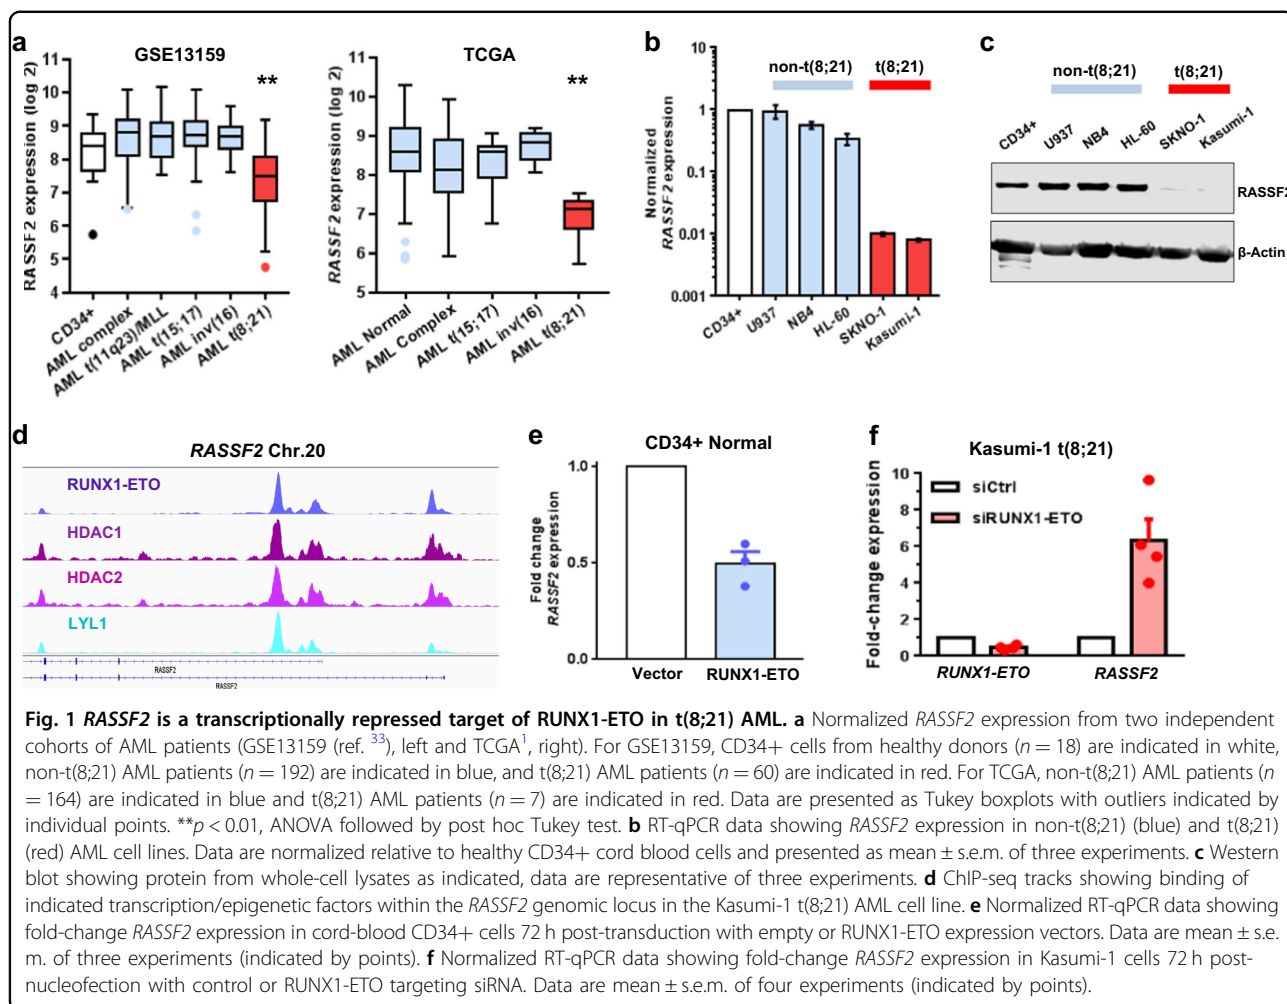 a
GSE13159
RASSF2 expression (log 2)
11
10
9
8
7
6
5
4
**
CD34+
AML complex
AML t(11q23)/MLL
AML t(15;17)
AML inv(16)
AML t(8;21)
TCGA
RASSF2 expression (log 2)
11
10
9
8
7
6
5
**
AML Normal
AML Complex
AML t(15;17)
AML inv(16)
AML t(8;21)
b
Normalized
RASSF2 expression
10
1
0.1
0.01
0.001
non-t(8;21)
t(8;21)
CD34+
U937
NB4
HL-60
SKNO-1
Kasumi-1
c
non-t(8;21)
t(8;21)
CD34+
U937
NB4
HL-60
SKNO-1
Kasumi-1
RASSF2
β-Actin
d
RASSF2 Chr.20
RUNX1-ETO
HDAC1
HDAC2
LYL1
RASSF2
RASSF2
e
CD34+ Normal
Fold change
RASSF2 expression
1.0
0.5
0.0
Vector
RUNX1-ETO
f
Kasumi-1 t(8;21)
Fold-change expression
10
8
6
4
2
0
siCtrl
siRUNX1-ETO
RUNX1-ETO
RASSF2
Fig. 1 RASSF2 is a transcriptionally repressed target of RUNX1-ETO in t(8;21) AML. a Normalized RASSF2 expression from two independent
cohorts of AML patients (GSE13159 (ref. 33), left and TCGA1, right). For GSE13159, CD34+ cells from healthy donors (n = 18) are indicated in white,
non-t(8;21) AML patients (n = 192) are indicated in blue, and t(8;21) AML patients (n = 60) are indicated in red. For TCGA, non-t(8;21) AML patients (n
= 164) are indicated in blue and t(8;21) AML patients (n = 7) are indicated in red. Data are presented as Tukey boxplots with outliers indicated by
individual points. **p < 0.01, ANOVA followed by post hoc Tukey test. b RT-qPCR data showing RASSF2 expression in non-t(8;21) (blue) and t(8;21)
(red) AML cell lines. Data are normalized relative to healthy CD34+ cord blood cells and presented as mean ± s.e.m. of three experiments. c Western
blot showing protein from whole-cell lysates as indicated, data are representative of three experiments. d ChIP-seq tracks showing binding of
indicated transcription/epigenetic factors within the RASSF2 genomic locus in the Kasumi-1 t(8;21) AML cell line. e Normalized RT-qPCR data showing
fold-change RASSF2 expression in cord-blood CD34+ cells 72 h post-transduction with empty or RUNX1-ETO expression vectors. Data are mean ± s.e.
m. of three experiments (indicated by points). f Normalized RT-qPCR data showing fold-change RASSF2 expression in Kasumi-1 cells 72 h post-
nucleofection with control or RUNX1-ETO targeting siRNA. Data are mean ± s.e.m. of four experiments (indicated by points).